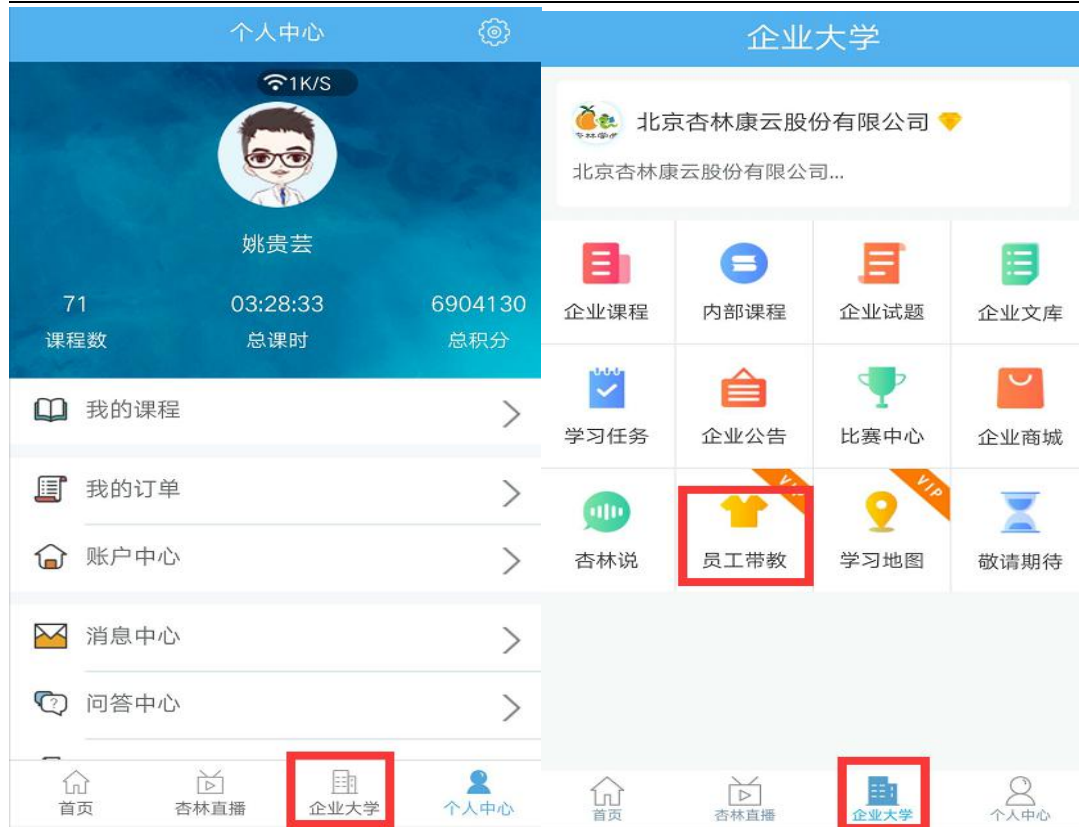 个人中心
1K/S
姚贵芸
71 03:28:33 6904130
课程数 总课时 总积分
我的课程
我的订单
账户中心
消息中心
问答中心
首页 杏林直播 企业大学 个人中心
企业大学
北京杏林康云股份有限公司
北京杏林康云股份有限公司...
企业课程 内部课程 企业试题 企业文库
学习任务 企业公告 比赛中心 企业商城
VIP VIP
杏林说 员工带教 学习地图 敬请期待
首页 杏林直播 企业大学 个人中心